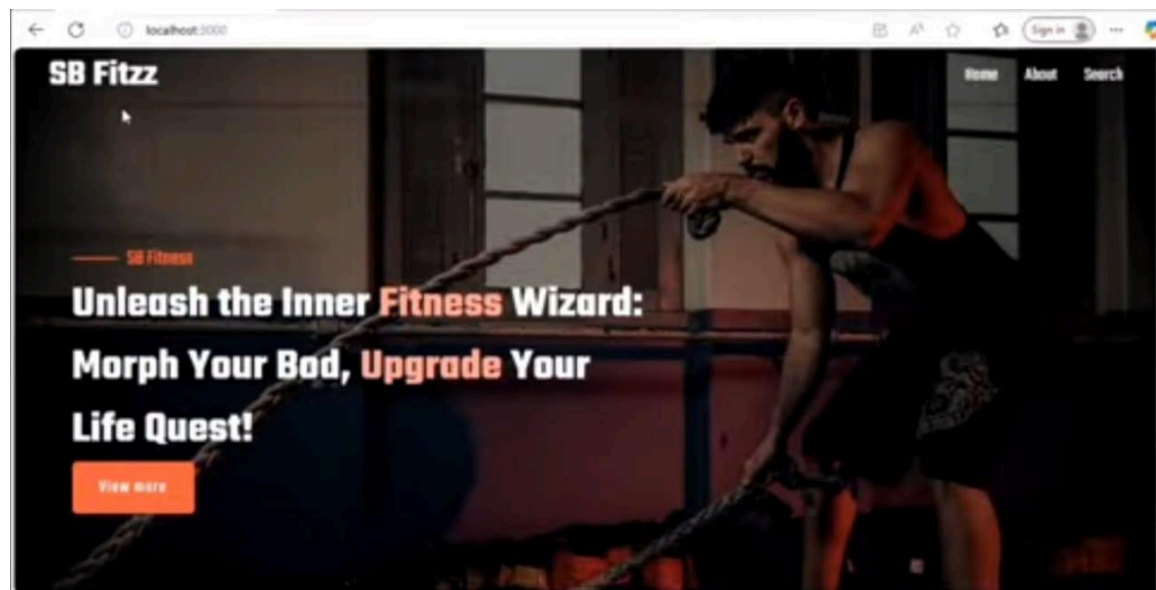 localhost:3000
Sign in
SB Fitzz
Home About Search
SB Fitness
Unleash the Inner Fitness Wizard:
Morph Your Bod, Upgrade Your
Life Quest!
View more